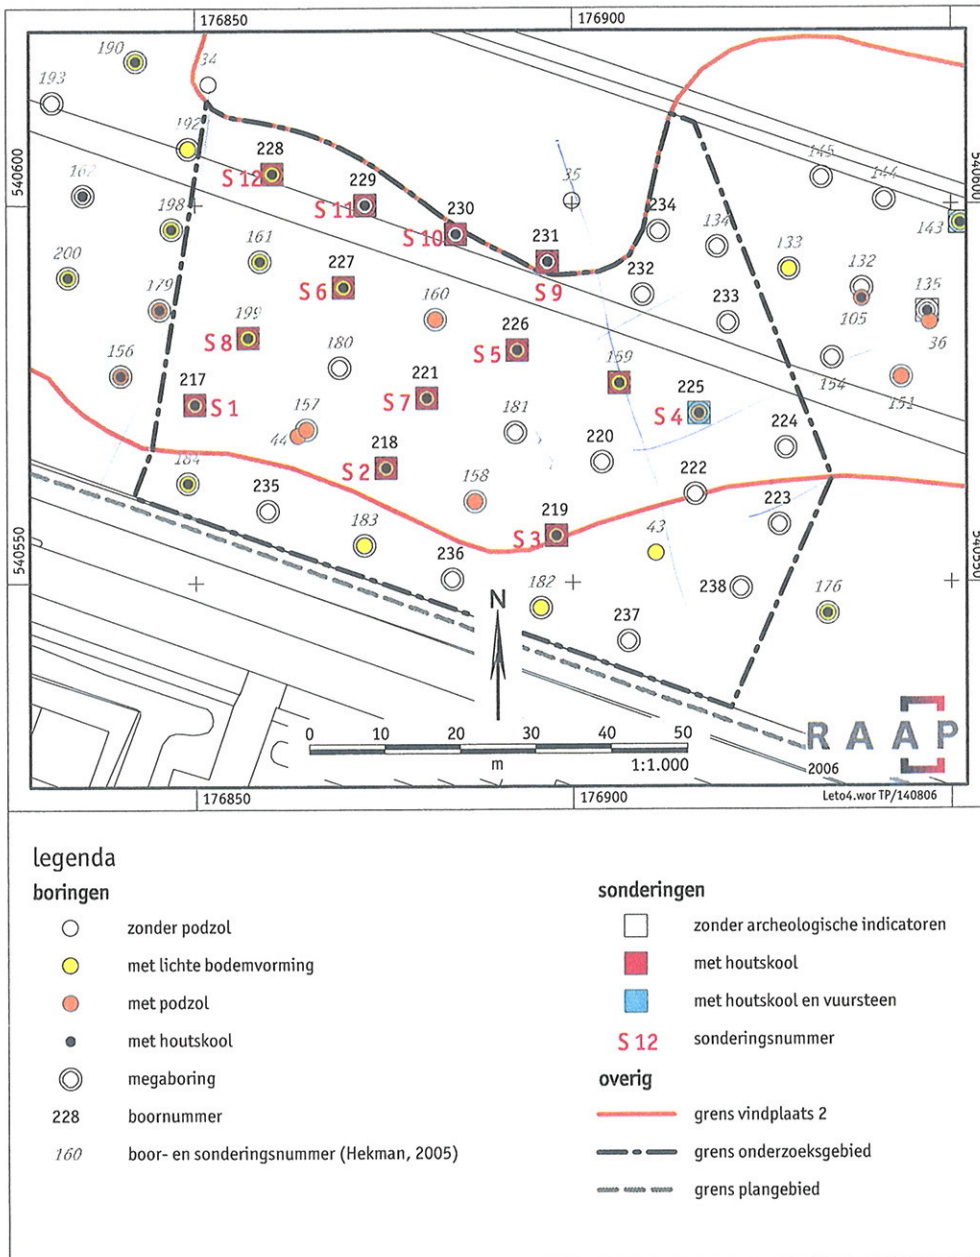 176850 176900
190
34
193
192
540600
540600
145
144
162
228
S 12
35
229
S 11
198
230
S 10
234
134
143
231
S 9
161
133
200
227
S 6
232
132
179
160
233
135
105
36
199
S 8
226
S 5
180
159
156
154
151
217
S 1
221
S 7
225
S 4
157
44
181
224
218
S 2
220
184
158
222
235
219
S 3
223
183
43
540550
540550
236
182
238
176
N
237
0 10 20 30 40 50
m 1:1.000
RAAP
2006
176850 176900 Leto4.wor TP/140806
legenda
boringen
zonder podzol
met lichte bodemvorming
met podzol
met houtskool
megaboring
228 boornummer
160 boor- en sonderingsnummer (Hekman, 2005)
sonderingen
zonder archeologische indicatoren
met houtskool
met houtskool en vuursteen
S 12 sonderingsnummer
overig
grens vindplaats 2
grens onderzoeksgebied
grens plangebied